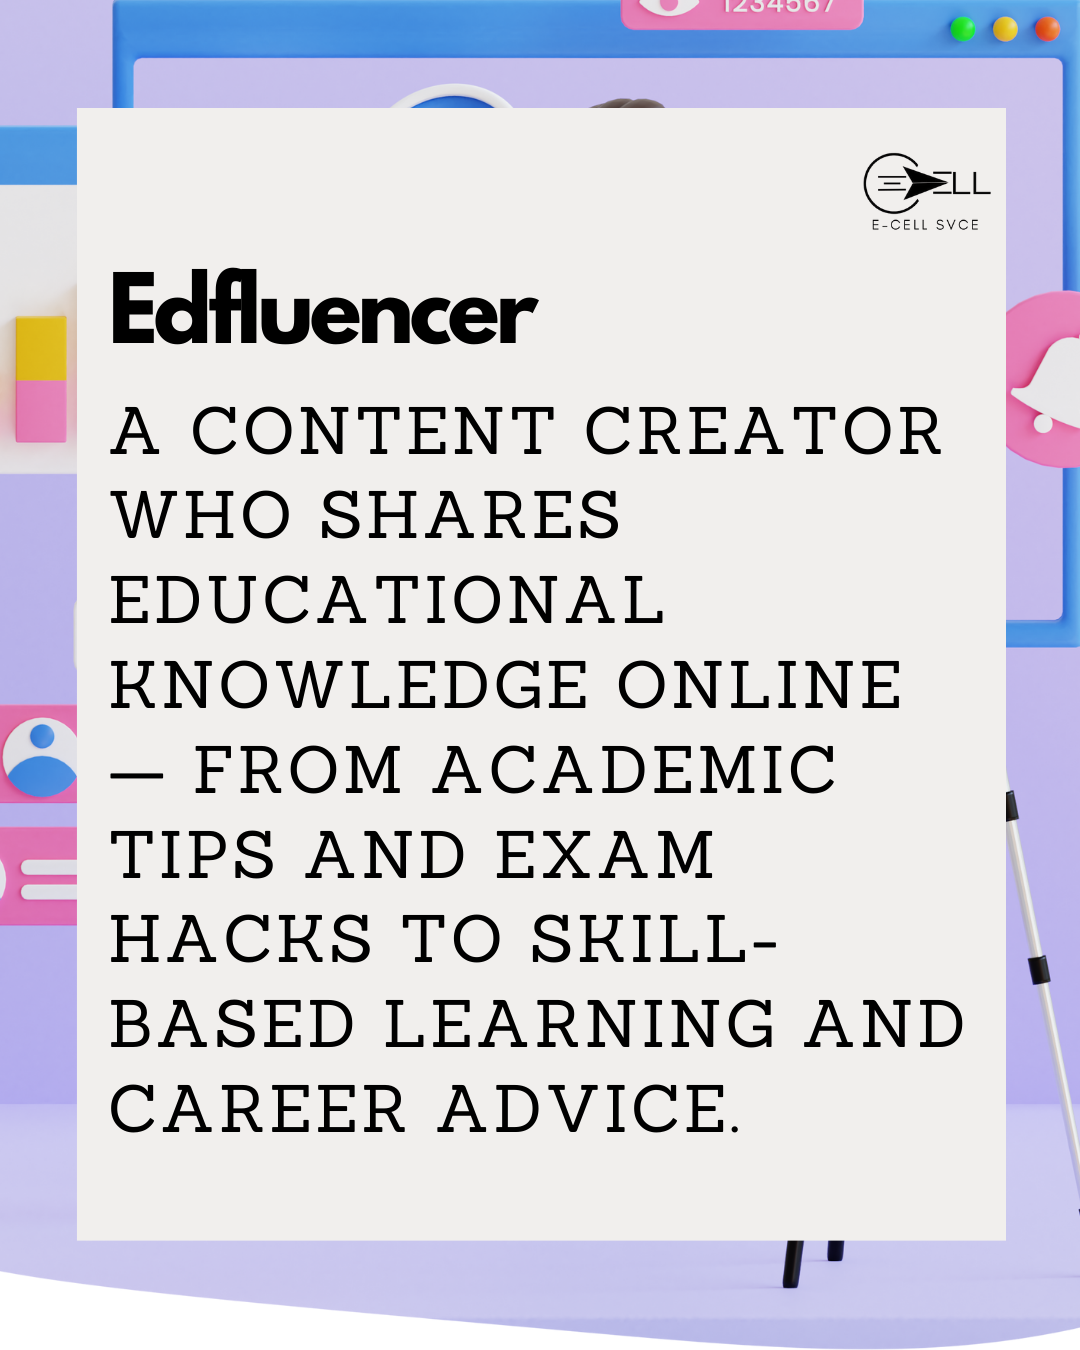 1234567
ELL
E-CELL SVCE
Edfluencer
A CONTENT CREATOR
WHO SHARES
EDUCATIONAL
KNOWLEDGE ONLINE
— FROM ACADEMIC
TIPS AND EXAM
HACKS TO SKILL-
BASED LEARNING AND
CAREER ADVICE.